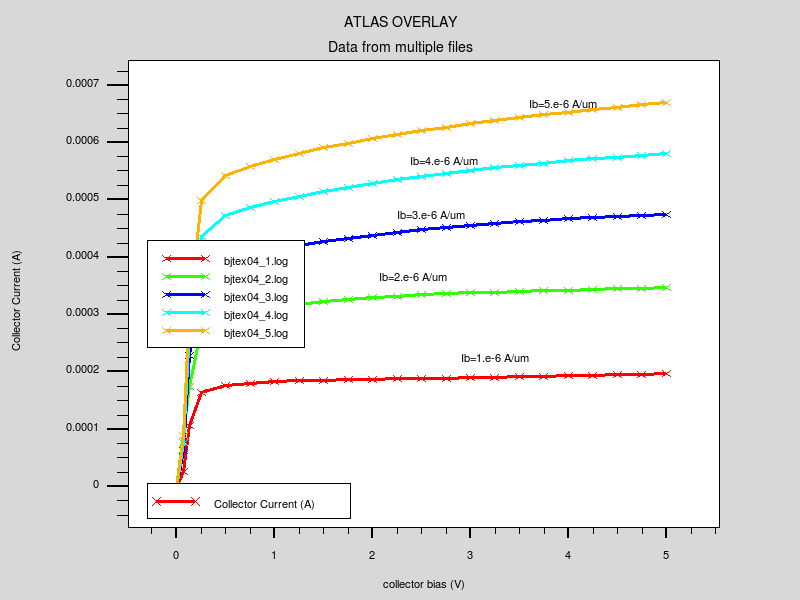 ATLAS OVERLAY
Data from multiple files
0.0007
0.0006
0.0005
0.0004
0.0003
0.0002
0.0001
0
Collector Current (A)
Ib=5.e-6 A/um
Ib=4.e-6 A/um
Ib=3.e-6 A/um
Ib=2.e-6 A/um
Ib=1.e-6 A/um
bjtex04_1.log
bjtex04_2.log
bjtex04_3.log
bjtex04_4.log
bjtex04_5.log
Collector Current (A)
0 1 2 3 4 5
collector bias (V)